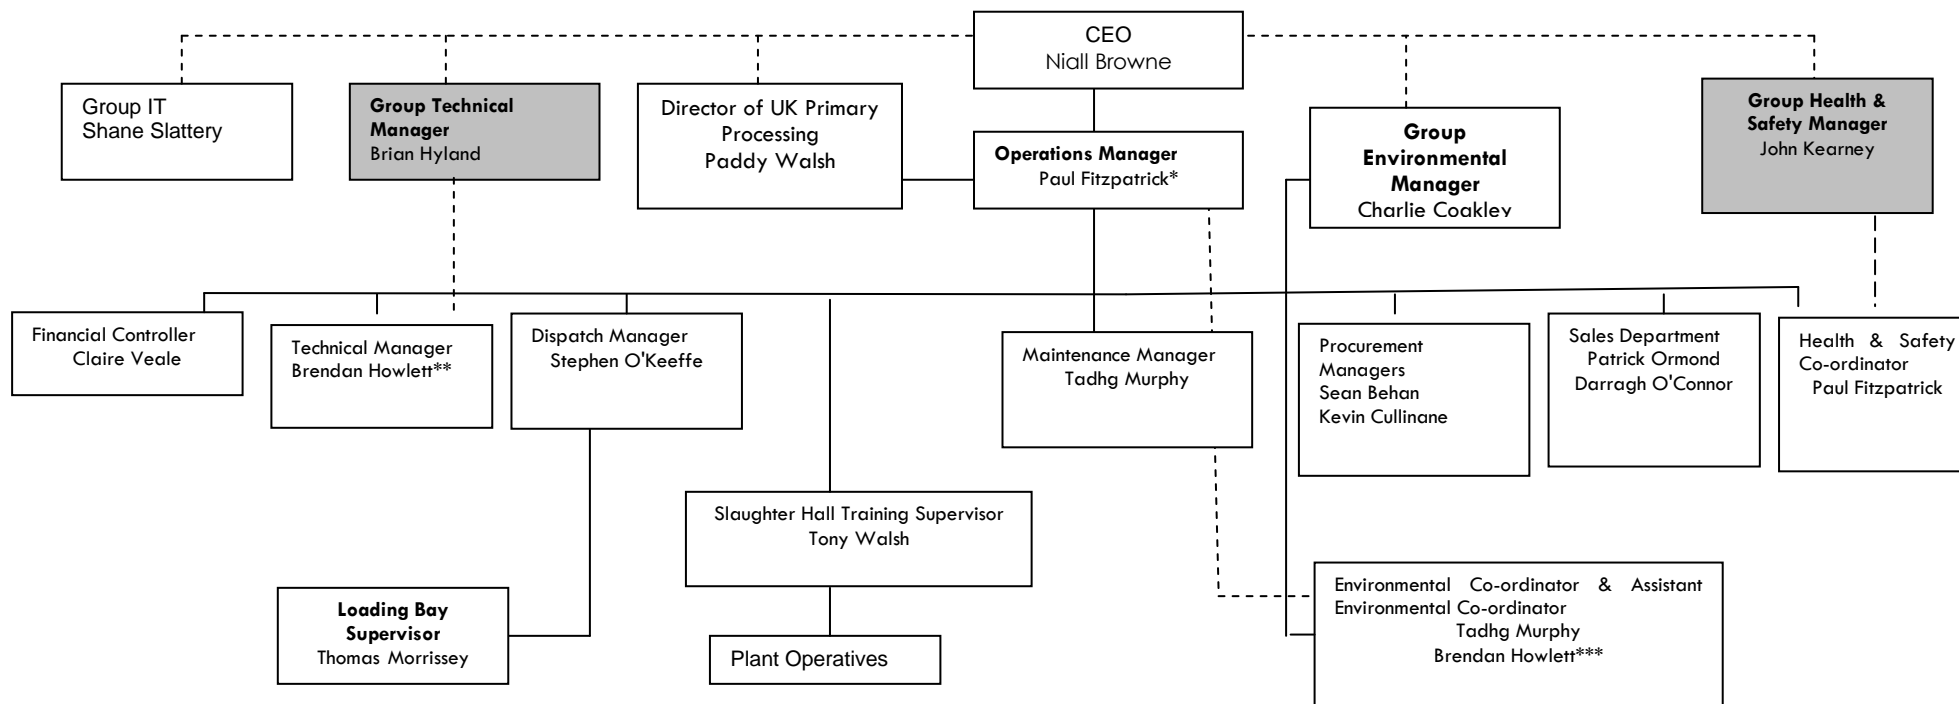 CEO
Niall Browne
Group IT
Shane Slattery
Group Technical
Manager
Brian Hyland
Director of UK Primary
Processing
Paddy Walsh
Operations Manager
Paul Fitzpatrick*
Group
Environmental
Manager
Charlie Coakley
Group Health &
Safety Manager
John Kearney
Financial Controller
Claire Veale
Technical Manager
Brendan Howlett**
Dispatch Manager
Stephen O'Keeffe
Maintenance Manager
Tadhg Murphy
Procurement
Managers
Sean Behan
Kevin Cullinane
Sales Department
Patrick Ormond
Darragh O'Connor
Health & Safety
Co-ordinator
Paul Fitzpatrick
Slaughter Hall Training Supervisor
Tony Walsh
Loading Bay
Supervisor
Thomas Morrissey
Plant Operatives
Environmental Co-ordinator & Assistant
Environmental Co-ordinator
Tadhg Murphy
Brendan Howlett***